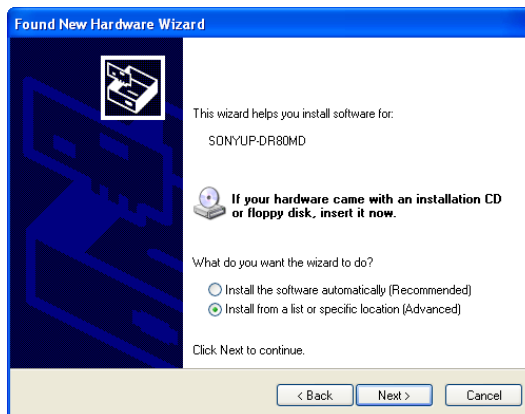 Found New Hardware Wizard
This wizard helps you install software for:
SONYUP-DR80MD
If your hardware came with an installation CD
or floppy disk, insert it now.
What do you want the wizard to do?
Install the software automatically (Recommended)
Install from a list or specific location (Advanced)
Click Next to continue.
< Back
Next >
Cancel